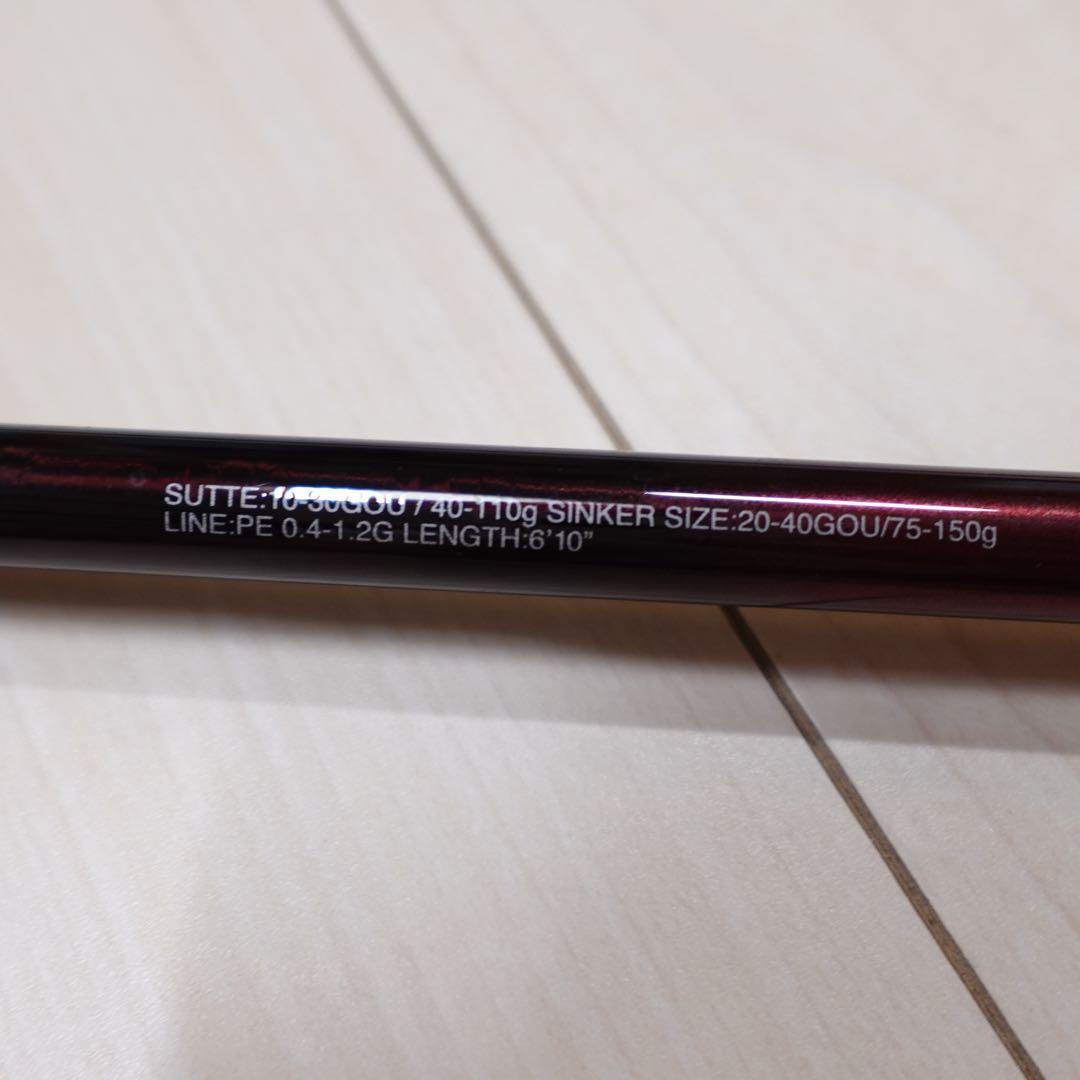 SUTTE:10-30GOU / 40-110g SINKER SIZE:20-40GOU/75-150g
LINE:PE 0.4-1.2G LENGTH:6’10”